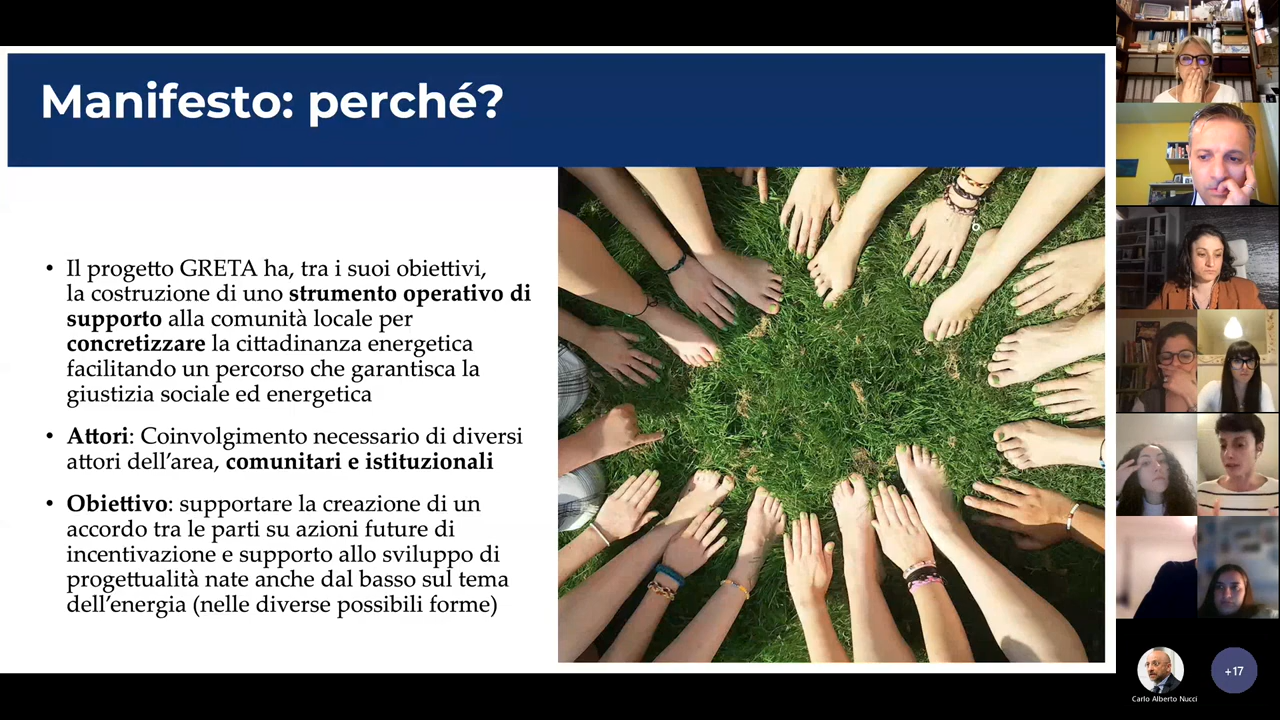 Manifesto: perché?
• Il progetto GRETA ha, tra i suoi obiettivi,
la costruzione di uno strumento operativo di
supporto alla comunità locale per
concretizzare la cittadinanza energetica
facilitando un percorso che garantisca la
giustizia sociale ed energetica
• Attori: Coinvolgimento necessario di diversi
attori dell’area, comunitari e istituzionali
• Obiettivo: supportare la creazione di un
accordo tra le parti su azioni future di
incentivazione e supporto allo sviluppo di
progettualità nate anche dal basso sul tema
dell’energia (nelle diverse possibili forme)
Carlo Alberto Nucci
+17